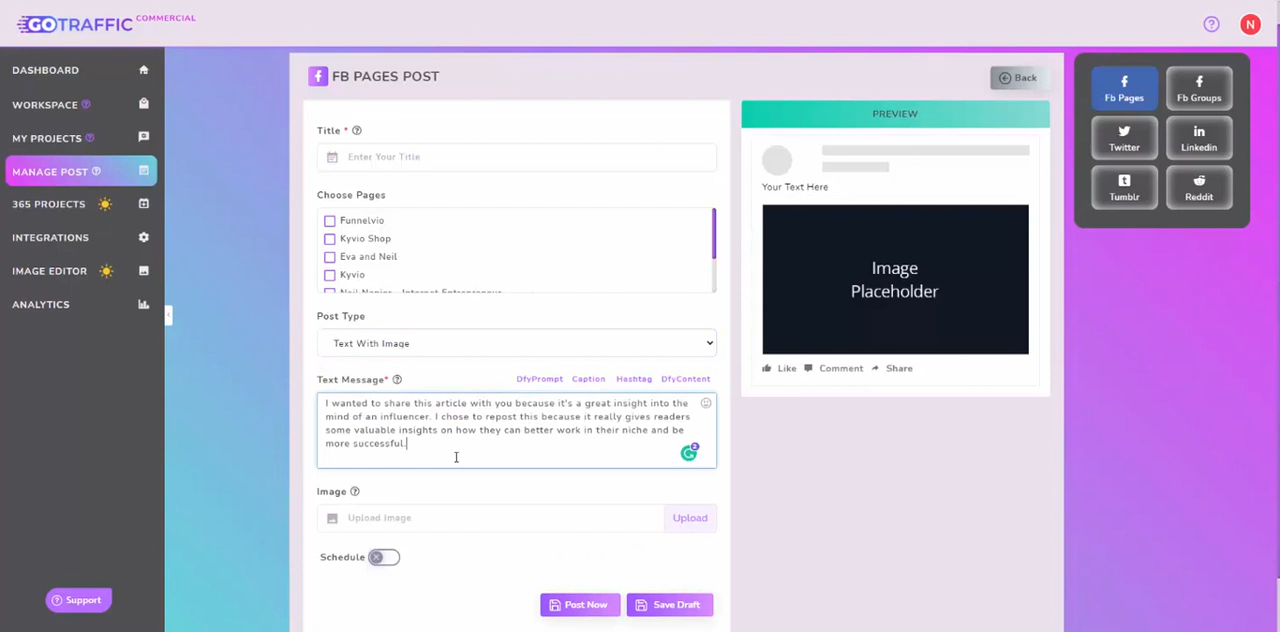 GOTRAFFIC COMMERCIAL
N
DASHBOARD
WORKSPACE
MY PROJECTS
MANAGE POST
365 PROJECTS
INTEGRATIONS
IMAGE EDITOR
ANALYTICS
Support
FB PAGES POST
Back
Title *
Enter Your Title
Choose Pages
Funnelvio
Kyvio Shop
Eva and Neil
Kyvio
Neil Napier - Internet Entrepreneur
Post Type
Text With Image
Text Message* DfyPrompt Caption Hashtag DfyContent
I wanted to share this article with you because it's a great insight into the
mind of an influencer. I chose to repost this because it really gives readers
some valuable insights on how they can better work in their niche and be
more successful.
2
Image
Upload Image Upload
Schedule
Post Now Save Draft
PREVIEW
Your Text Here
Image
Placeholder
Like Comment Share
Fb Pages Fb Groups
Twitter Linkedin
Tumblr Reddit